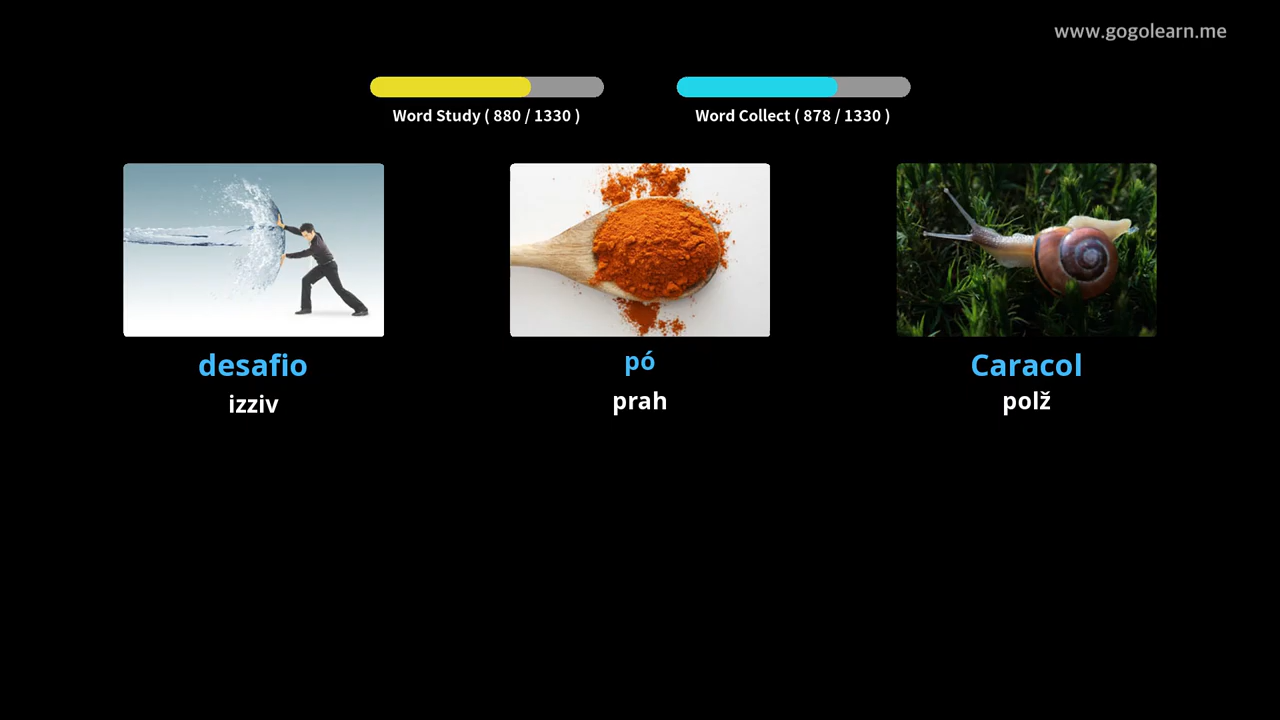 www.gogolearn.me
Word Study ( 880 / 1330 )
Word Collect ( 878 / 1330 )
desafio
izziv
pó
prah
Caracol
polž